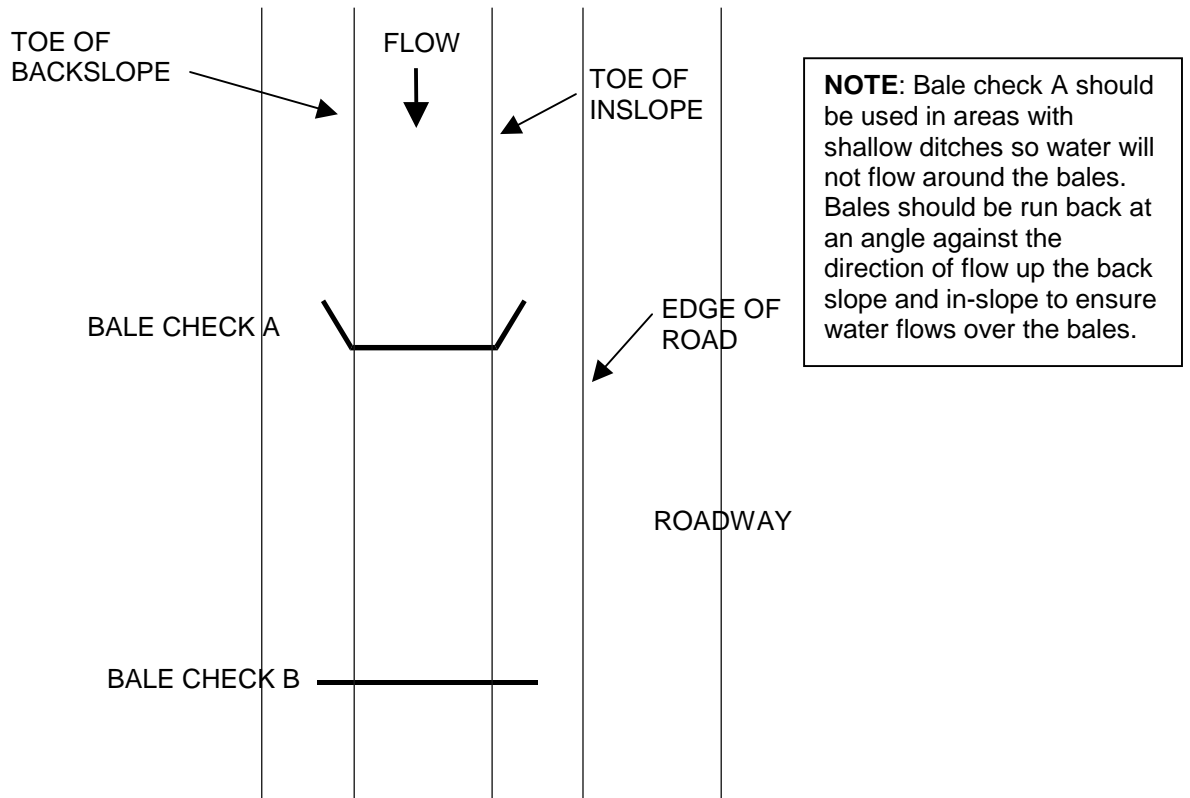 TOE OF
BACKSLOPE
FLOW
TOE OF
INSLOPE
NOTE: Bale check A should
be used in areas with
shallow ditches so water will
not flow around the bales.
Bales should be run back at
an angle against the
direction of flow up the back
slope and in-slope to ensure
water flows over the bales.
BALE CHECK A
EDGE OF
ROAD
ROADWAY
BALE CHECK B